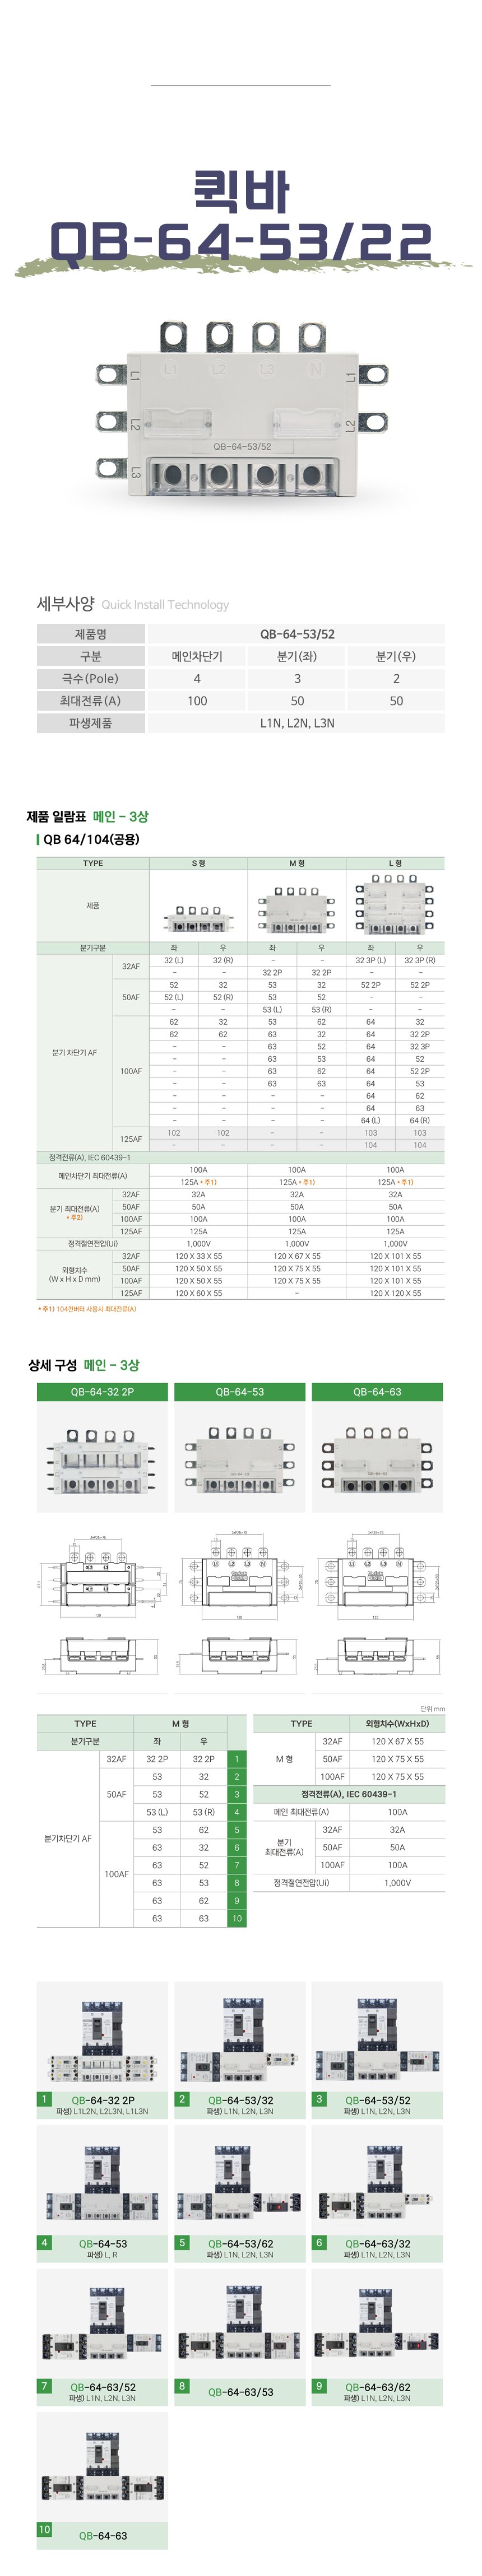 퀵바
QB-64-53/22
L1 L2 L3 N
L1
L2
L3
L1
L2
QB-64-53/52
세부사양 Quick Install Technology
제품명 QB-64-53/52
구분 메인차단기 분기(좌) 분기(우)
극수(Pole) 4 3 2
최대전류(A) 100 50 50
파생제품 L1N, L2N, L3N
제품 일람표 메인 - 3상
QB 64/104(공용)
TYPE S 형 M 형 L 형
제품
분기구분 좌 우 좌 우 좌 우
분기 차단기 AF
32AF 32 (L) 32 (R) - - 32 3P (L) 32 3P (R)
- - 32 2P 32 2P - -
50AF 52 32 53 32 52 2P 52 2P
52 (L) 52 (R) 53 52 - -
- - 53 (L) 53 (R) - -
100AF 62 32 53 62 64 32
62 62 63 32 64 32 2P
- - 63 52 64 32 3P
- - 63 53 64 52
- - 63 62 64 52 2P
- - 63 63 64 53
- - - - 64 62
- - - - 64 63
- - - - 64 (L) 64 (R)
125AF 102 102 - - 103 103
- - - - 104 104
정격전류(A), IEC 60439-1
메인차단기 최대전류(A) 100A 100A 100A
125A *주1) 125A *주1) 125A *주1)
분기 최대전류(A) *주2)
32AF 32A 32A 32A
50AF 50A 50A 50A
100AF 100A 100A 100A
125AF 125A 125A 125A
정격절연전압(Ui) 1,000V 1,000V 1,000V
외형치수 (W x H x D mm)
32AF 120 X 33 X 55 120 X 67 X 55 120 X 101 X 55
50AF 120 X 50 X 55 120 X 75 X 55 120 X 101 X 55
100AF 120 X 50 X 55 120 X 75 X 55 120 X 101 X 55
125AF 120 X 60 X 55 - 120 X 120 X 55
*주1) 104컨버터 사용시 최대전류(A)
상세 구성 메인 - 3상
QB-64-32 2P QB-64-53 QB-64-63
단위 mm
TYPE M 형
분기구분 좌 우
분기차단기 AF
32AF 32 2P 32 2P 1
50AF 53 32 2
53 52 3
53 (L) 53 (R) 4
100AF 53 62 5
63 32 6
63 52 7
63 53 8
63 62 9
63 63 10
TYPE 외형치수(WxHxD)
M 형
32AF 120 X 67 X 55
50AF 120 X 75 X 55
100AF 120 X 75 X 55
정격전류(A), IEC 60439-1
메인 최대전류(A) 100A
분기 최대전류(A)
32AF 32A
50AF 50A
100AF 100A
정격절연전압(Ui) 1,000V
1 QB-64-32 2P
파생) L1L2N, L2L3N, L1L3N
2 QB-64-53/32
파생) L1N, L2N, L3N
3 QB-64-53/52
파생) L1N, L2N, L3N
4 QB-64-53
파생) L, R
5 QB-64-53/62
파생) L1N, L2N, L3N
6 QB-64-63/32
파생) L1N, L2N, L3N
7 QB-64-63/52
파생) L1N, L2N, L3N
8 QB-64-63/53
9 QB-64-63/62
파생) L1N, L2N, L3N
10 QB-64-63